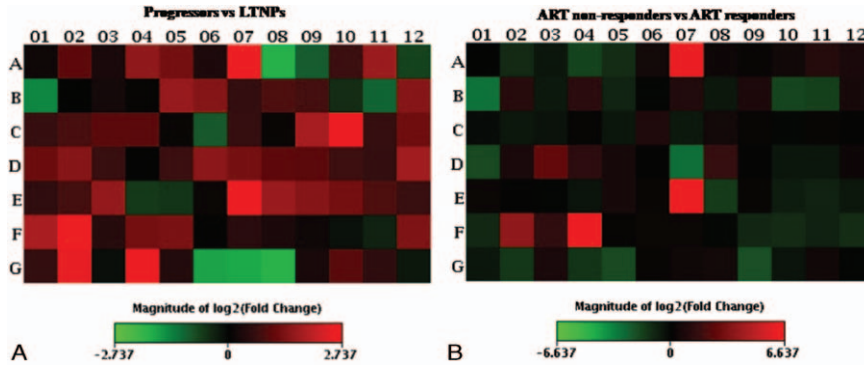 Progressors vs LTNPs
01 02 03 04 05 06 07 08 09 10 11 12
A
B
C
D
E
F
G
Magnitude of log2(Fold Change)
-2.737 0 2.737
A
ART non-responders vs ART responders
01 02 03 04 05 06 07 08 09 10 11 12
A
B
C
D
E
F
G
Magnitude of log2(Fold Change)
-6.637 0 6.637
B